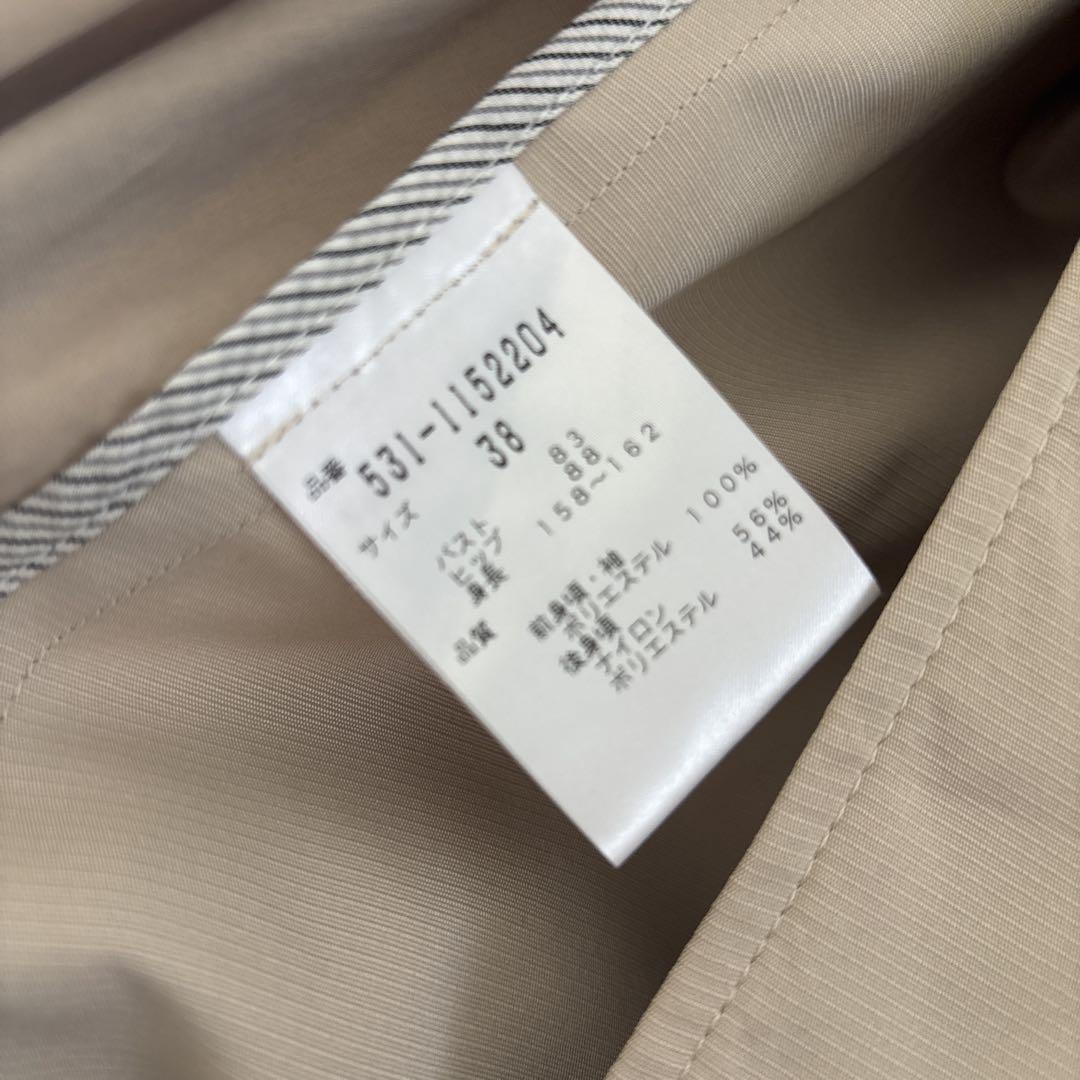 品番 531-1152204
サイズ 38
バスト 83
ヒップ 88
身長 158~162
品質 前身頃・袖
ポリエステル 100%
後身頃
ナイロン 56%
ポリエステル 44%